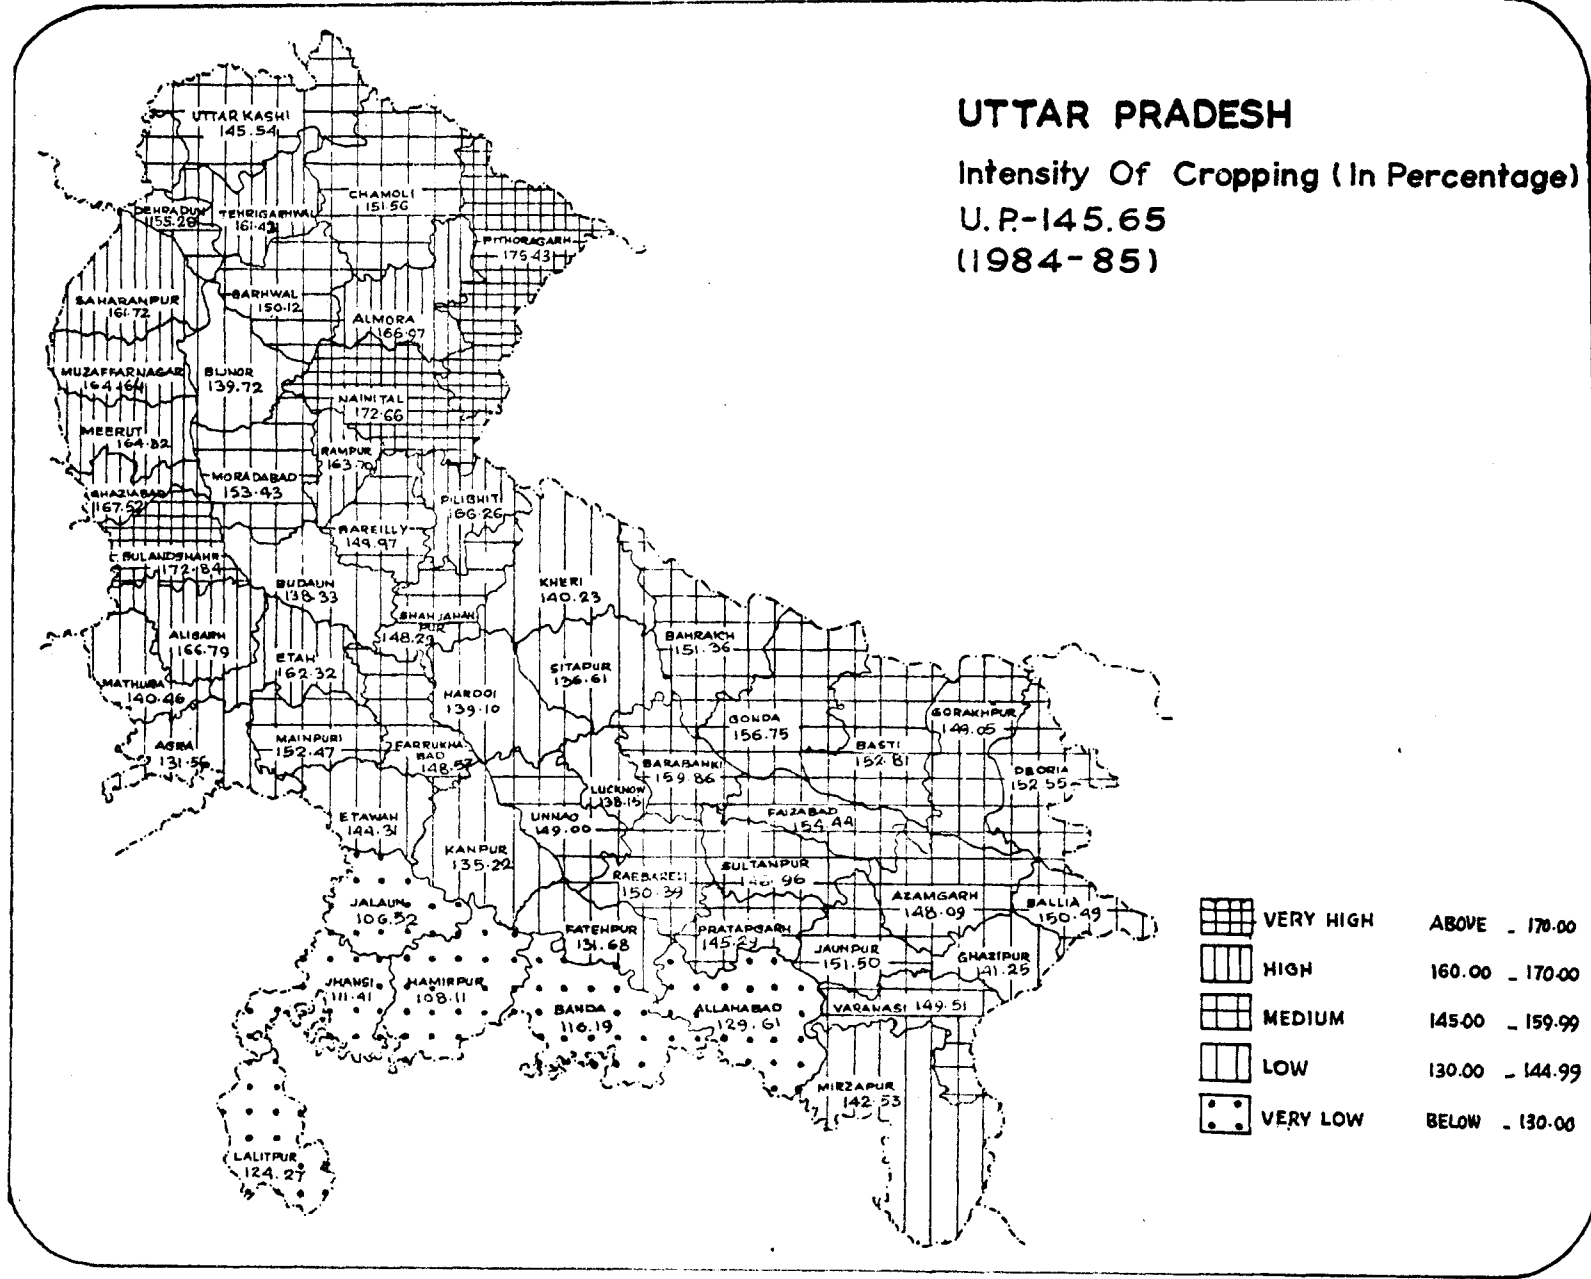 UTTAR PRADESH
Intensity Of Cropping (In Percentage)
U.P.-145.65
(1984-85)
UTTAR KASHI
145.54
CHAMOLI
151.56
DEHRADUN
155.28
TEHRIGARHWAL
161.43
PITHORAGARH
175.43
SAHARANPUR
161.72
GARHWAL
150.12
ALMORA
166.07
MUZAFFARNAGAR
164.64
BIJNOR
139.72
NAINITAL
172.66
MEERUT
164.82
RAMPUR
163.70
MORADABAD
153.43
GHAZIABAD
167.52
PILIBHIT
166.26
BAREILLY
149.97
BULANDSHAHR
172.84
BUDAUN
138.33
KHERI
140.23
SHAHJAHAN
PUR
148.29
ALIGARH
166.79
ETAH
162.32
BAHRAICH
151.36
SITAPUR
136.61
MATHURA
140.46
HARDOI
139.10
GONDA
156.75
GORAKHPUR
149.05
AGRA
131.56
MAINPURI
152.47
FARRUKHA-
BAD
148.57
BASTI
152.81
BARABANKI
159.86
DEORIA
152.55
LUCKNOW
138.15
ETAWAH
144.31
UNNAO
149.00
FAIZABAD
154.44
KANPUR
135.22
RAEBARELI
150.39
SULTANPUR
148.96
JALAUN
106.52
AZAMGARH
148.09
BALLIA
150.49
FATEHPUR
131.68
PRATAPGARH
145.29
JAUNPUR
151.50
GHAZIPUR
141.25
JHANSI
111.41
HAMIRPUR
108.11
BANDA
116.19
ALLAHABAD
129.61
VARANASI 149.51
MIRZAPUR
142.53
LALITPUR
124.27
VERY HIGH ABOVE - 170.00
HIGH 160.00 - 170.00
MEDIUM 145.00 - 159.99
LOW 130.00 - 144.99
VERY LOW BELOW - 130.00